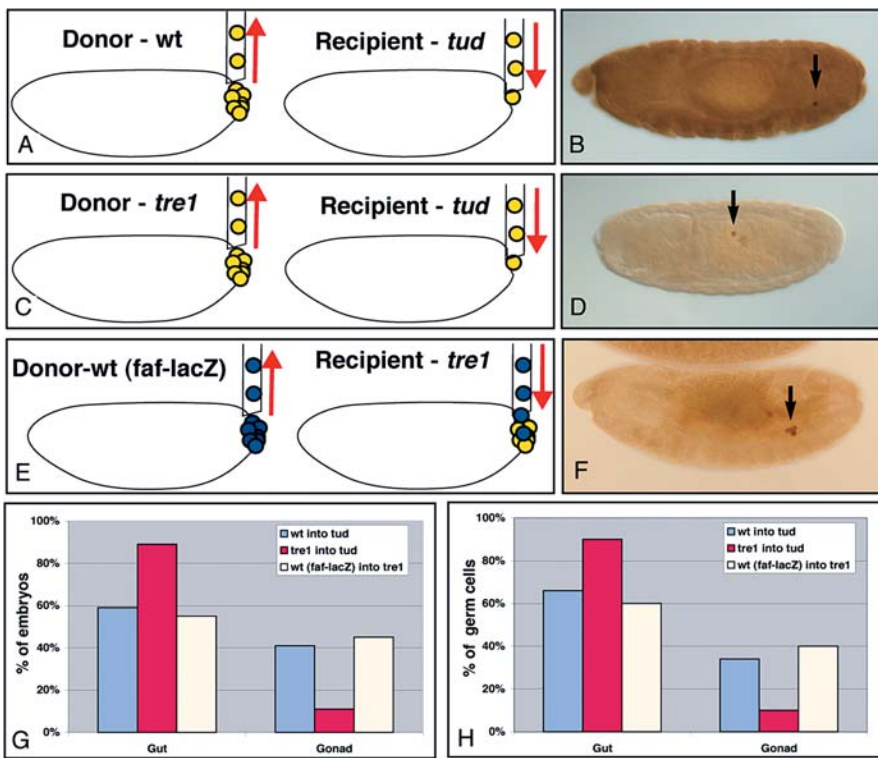 Donor - wt
Recipient - tud
A
B
Donor - tre1
Recipient - tud
C
D
Donor-wt (faf-lacZ)
Recipient - tre1
E
F
100%
80%
60%
40%
20%
0%
% of embryos
wt into tud
tre1 into tud
wt (faf-lacZ) into tre1
Gut
Gonad
G
100%
80%
60%
40%
20%
0%
% of germ cells
wt into tud
tre1 into tud
wt (faf-lacZ) into tre1
Gut
Gonad
H